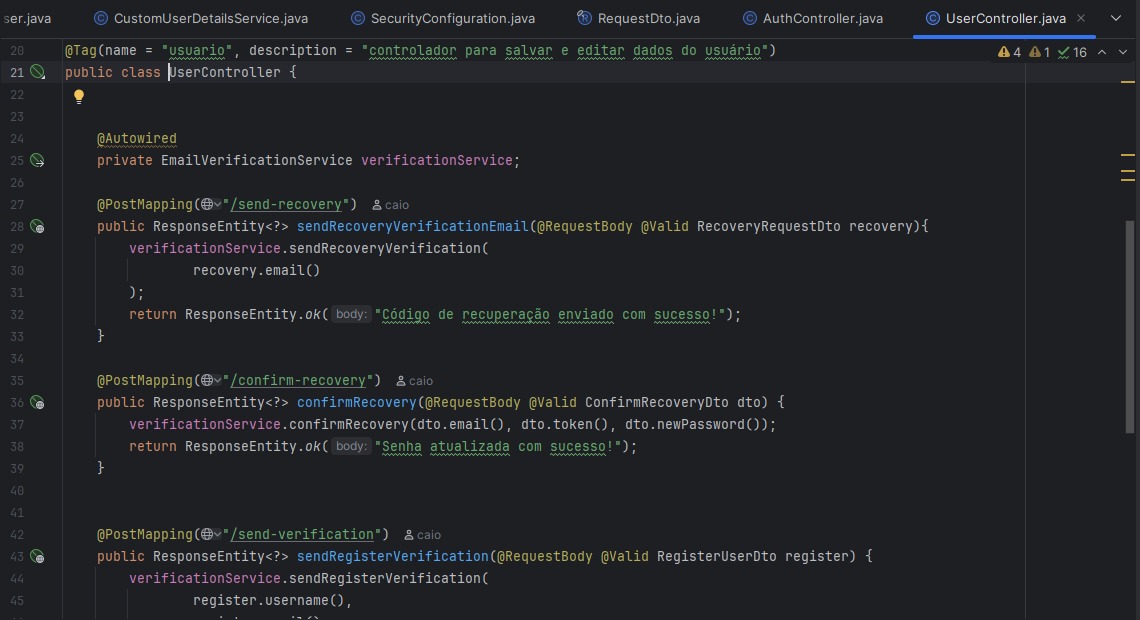 ser.java CustomUserDetailsService.java SecurityConfiguration.java RequestDto.java AuthController.java UserController.java
20 @Tag(name = "usuario", description = "controlador para salvar e editar dados do usuário") 4 1 16
21 public class UserController {
22
23
24 @Autowired
25 private EmailVerificationService verificationService;
26
27 @PostMapping("/send-recovery") caio
28 public ResponseEntity<?> sendRecoveryVerificationEmail(@RequestBody @Valid RecoveryRequestDto recovery){
29 verificationService.sendRecoveryVerification(
30 recovery.email()
31 );
32 return ResponseEntity.ok( body: "Código de recuperação enviado com sucesso!");
33 }
34
35 @PostMapping("/confirm-recovery") caio
36 public ResponseEntity<?> confirmRecovery(@RequestBody @Valid ConfirmRecoveryDto dto) {
37 verificationService.confirmRecovery(dto.email(), dto.token(), dto.newPassword());
38 return ResponseEntity.ok( body: "Senha atualizada com sucesso!");
39 }
40
41
42 @PostMapping("/send-verification") caio
43 public ResponseEntity<?> sendRegisterVerification(@RequestBody @Valid RegisterUserDto register) {
44 verificationService.sendRegisterVerification(
45 register.username(),